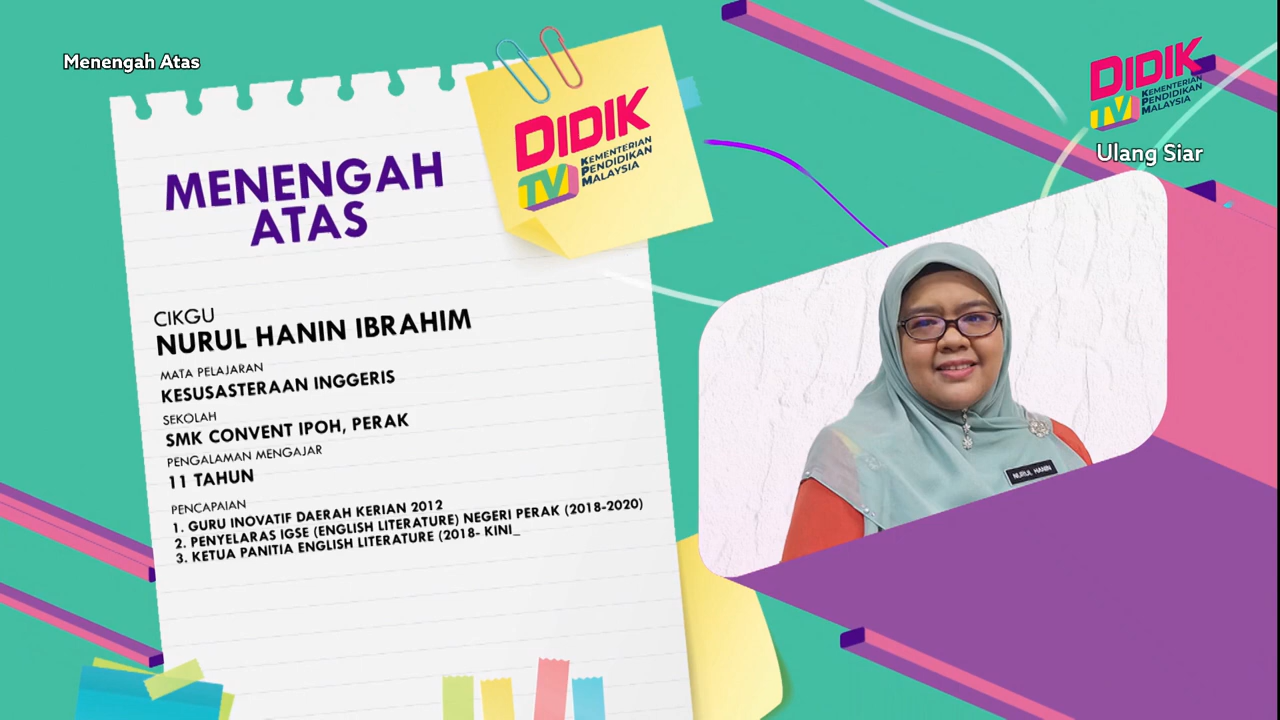 Menengah Atas
MENENGAH
ATAS
DIDIK
TV
KEMENTERIAN
PENDIDIKAN
MALAYSIA
DIDIK
TV
KEMENTERIAN
PENDIDIKAN
MALAYSIA
Ulang Siar
CIKGU
NURUL HANIN IBRAHIM
MATA PELAJARAN
KESUSASTERAAN INGGERIS
SEKOLAH
SMK CONVENT IPOH, PERAK
PENGALAMAN MENGAJAR
11 TAHUN
PENCAPAIAN
1. GURU INOVATIF DAERAH KERIAN 2012
2. PENYELARAS IGSE (ENGLISH LITERATURE) NEGERI PERAK (2018-2020)
3. KETUA PANITIA ENGLISH LITERATURE (2018- KINI_
NURUL HANIN